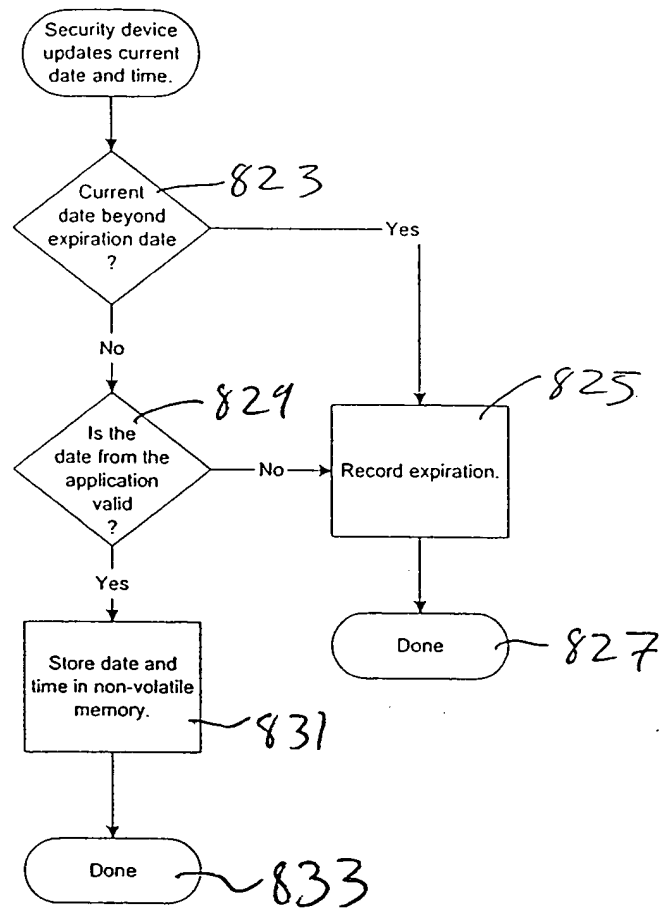 Security device
updates current
date and time.
823
Current
date beyond
expiration date
?
Yes
No
825
829
Is the
date from the
application
valid
?
No
Record expiration.
Yes
Done
827
Store date and
time in non-volatile
memory.
831
Done
833